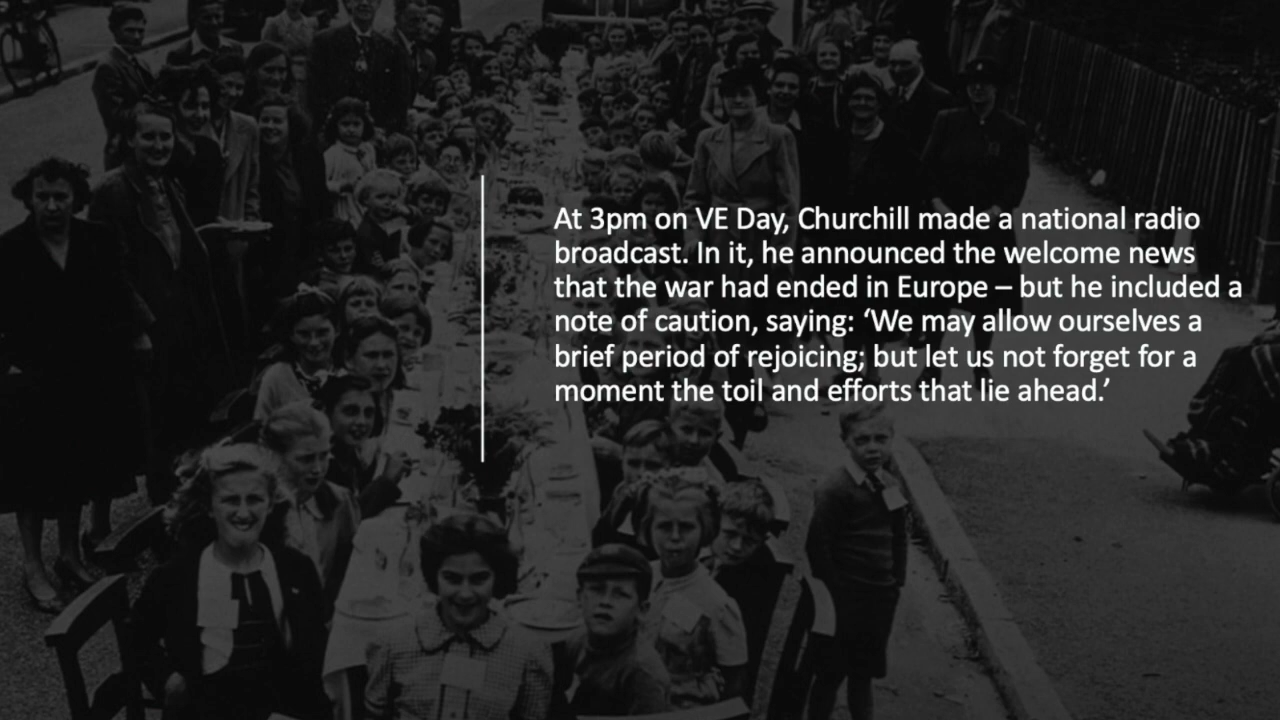 At 3pm on VE Day, Churchill made a national radio
broadcast. In it, he announced the welcome news
that the war had ended in Europe – but he included a
note of caution, saying: ‘We may allow ourselves a
brief period of rejoicing; but let us not forget for a
moment the toil and efforts that lie ahead.’